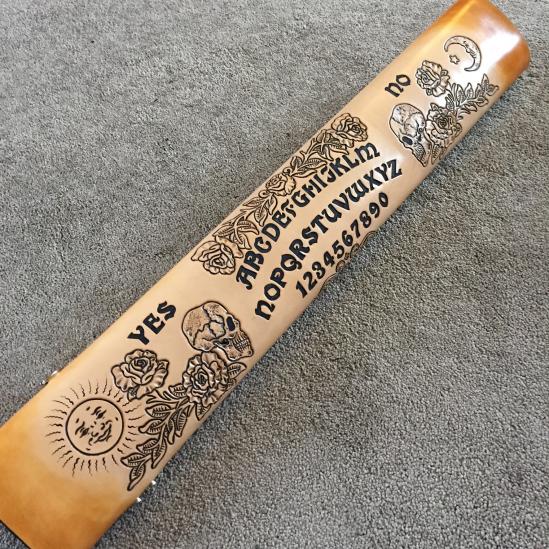 YES
NO
ABCDEFGHIJKLM
NOPQRSTUVWXYZ
1234567890